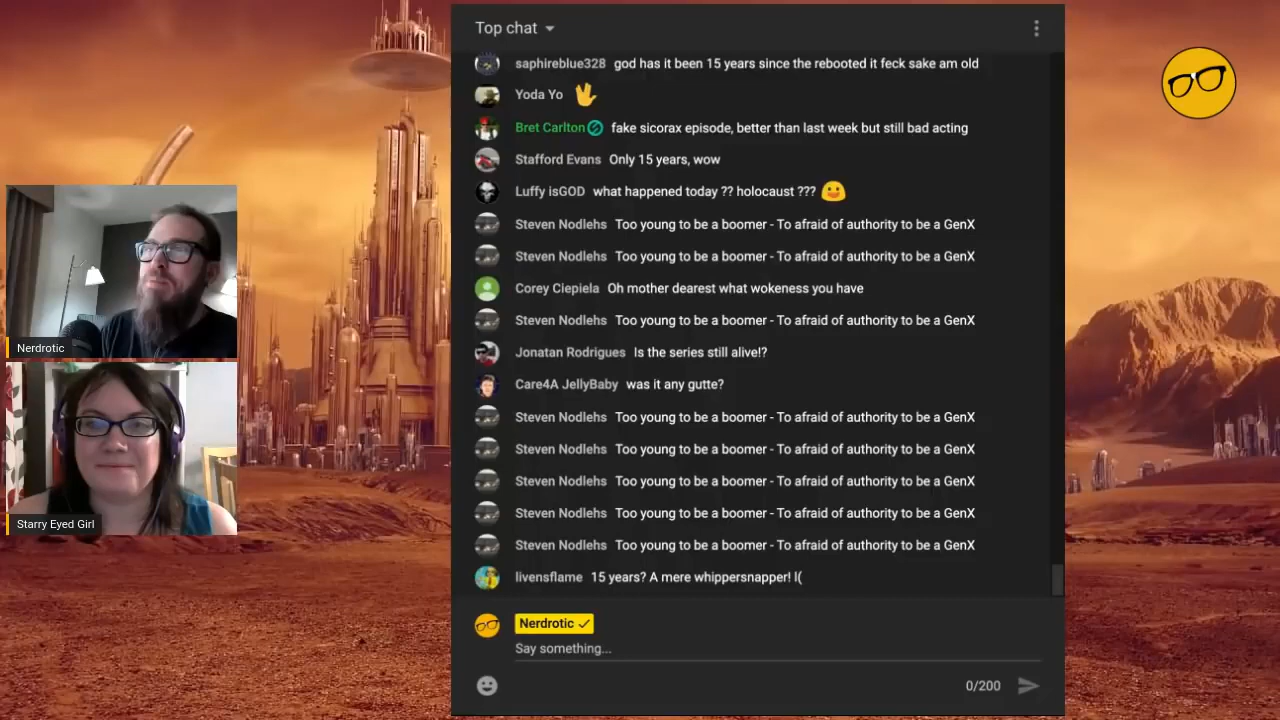 Top chat
saphireblue328 god has it been 15 years since the rebooted it feck sake am old
Yoda Yo
Bret Carlton fake sicorax episode, better than last week but still bad acting
Stafford Evans Only 15 years, wow
Luffy isGOD what happened today ?? holocaust ???
Steven Nodlehs Too young to be a boomer - To afraid of authority to be a GenX
Steven Nodlehs Too young to be a boomer - To afraid of authority to be a GenX
Corey Ciepiela Oh mother dearest what wokeness you have
Steven Nodlehs Too young to be a boomer - To afraid of authority to be a GenX
Jonatan Rodrigues Is the series still alive!?
Care4A JellyBaby was it any gutte?
Steven Nodlehs Too young to be a boomer - To afraid of authority to be a GenX
Steven Nodlehs Too young to be a boomer - To afraid of authority to be a GenX
Steven Nodlehs Too young to be a boomer - To afraid of authority to be a GenX
Steven Nodlehs Too young to be a boomer - To afraid of authority to be a GenX
Steven Nodlehs Too young to be a boomer - To afraid of authority to be a GenX
livensflame 15 years? A mere whippersnapper! l(
Nerdrotic
Say something...
0/200
Nerdrotic
Starry Eyed Girl